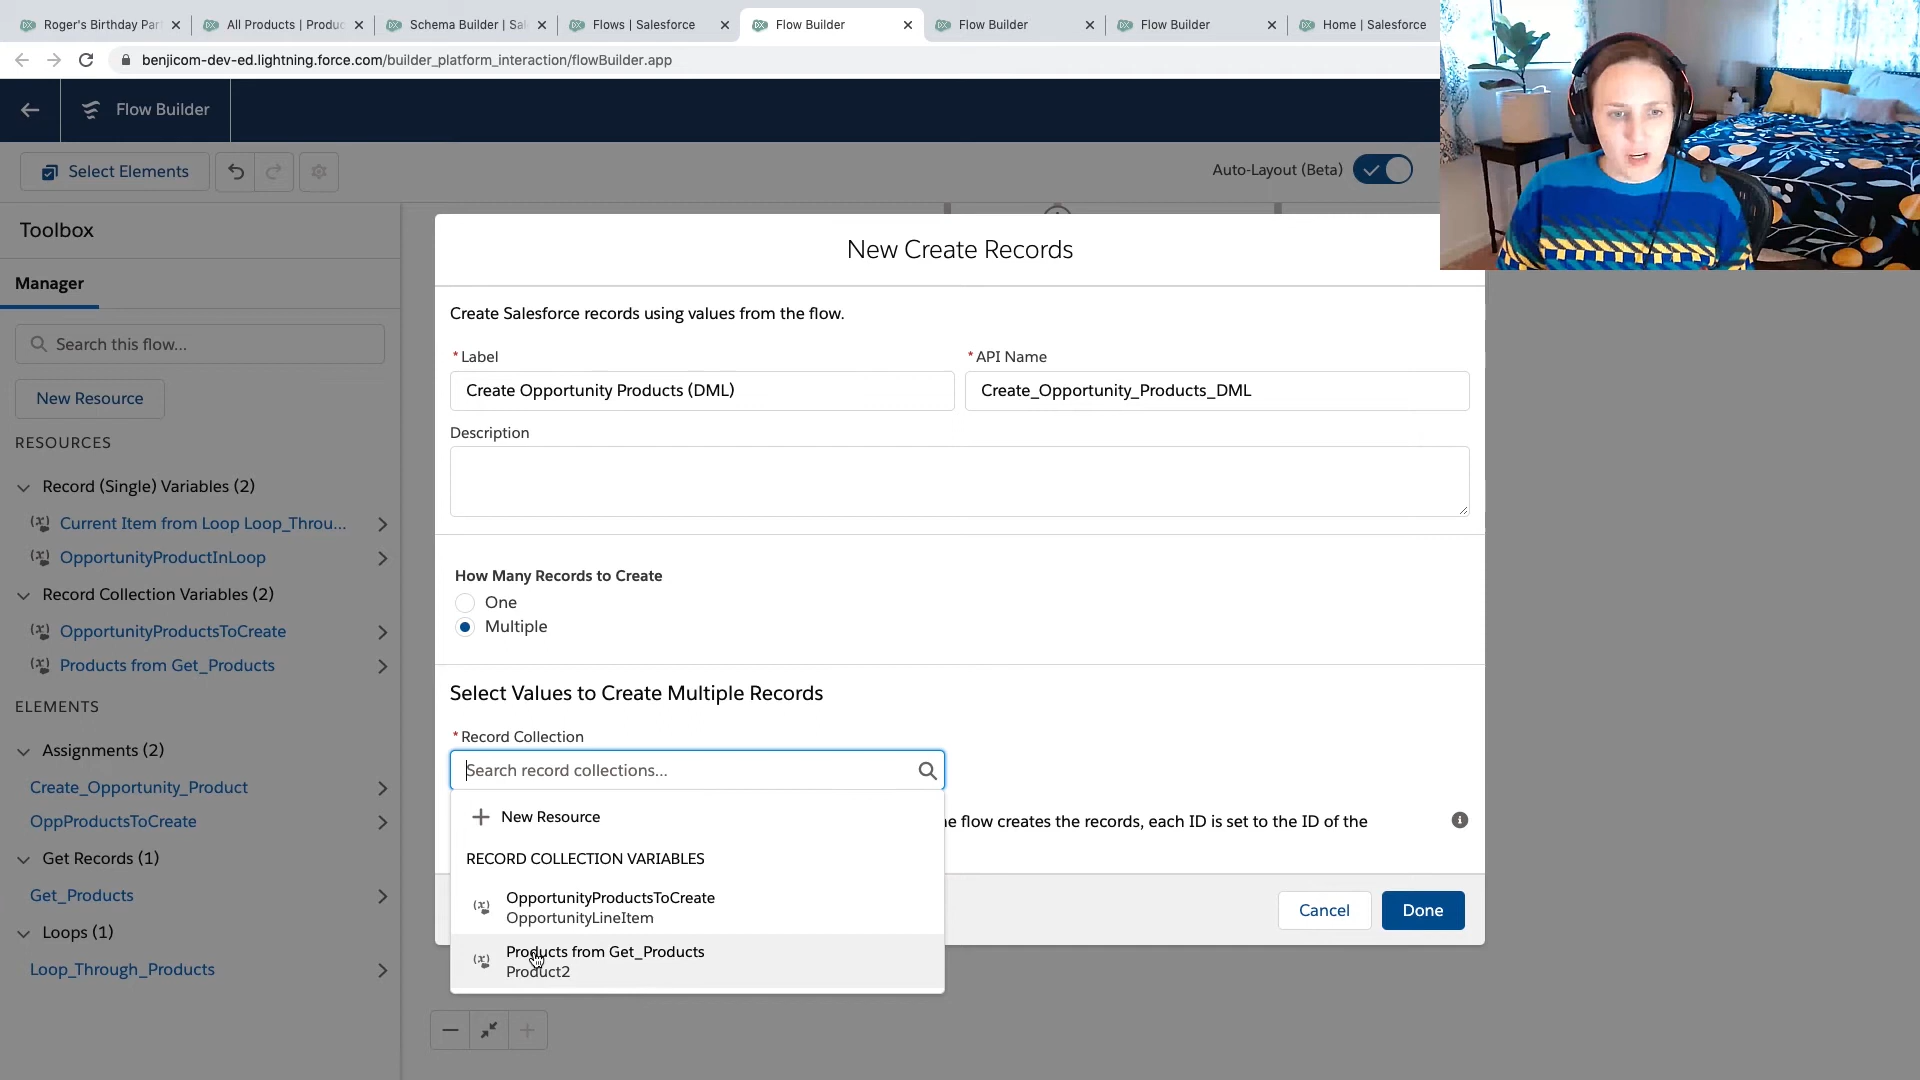 Roger's Birthday Par
All Products | Produc
Schema Builder | Sal
Flows | Salesforce
Flow Builder
Flow Builder
Flow Builder
Home | Salesforce
benjicom-dev-ed.lightning.force.com/builder_platform_interaction/flowBuilder.app
Flow Builder
Select Elements
Auto-Layout (Beta)
Toolbox
Manager
Search this flow...
New Resource
RESOURCES
Record (Single) Variables (2)
Current Item from Loop Loop_Throu...
OpportunityProductInLoop
Record Collection Variables (2)
OpportunityProductsToCreate
Products from Get_Products
ELEMENTS
Assignments (2)
Create_Opportunity_Product
OppProductsToCreate
Get Records (1)
Get_Products
Loops (1)
Loop_Through_Products
New Create Records
Create Salesforce records using values from the flow.
* Label
* API Name
Create Opportunity Products (DML)
Create_Opportunity_Products_DML
Description
How Many Records to Create
One
Multiple
Select Values to Create Multiple Records
* Record Collection
Search record collections...
New Resource
e flow creates the records, each ID is set to the ID of the
RECORD COLLECTION VARIABLES
OpportunityProductsToCreate
OpportunityLineItem
Products from Get_Products
Product2
Cancel
Done